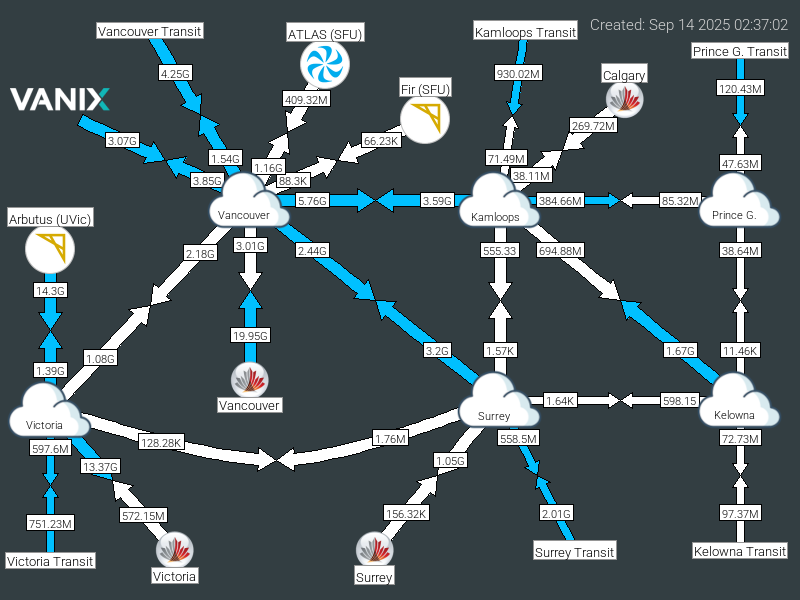 Created: Sep 14 2025 02:37:02
Vancouver Transit
ATLAS (SFU)
Kamloops Transit
Prince G. Transit
4.25G
930.02M
Calgary
Fir (SFU)
120.43M
VANIX
409.32M
269.72M
3.07G
66.23K
1.54G
71.49M
47.63M
1.16G
38.11M
3.85G
88.3K
5.76G
3.59G
384.66M
85.32M
Vancouver
Kamloops
Prince G.
Arbutus (UVic)
2.18G
3.01G
2.44G
555.33
694.88M
38.64M
14.3G
19.95G
1.08G
3.2G
1.57K
1.67G
11.46K
1.39G
Vancouver
1.64K
598.15
Victoria
Surrey
Kelowna
128.28K
1.76M
558.5M
72.73M
597.6M
13.37G
1.05G
572.15M
156.32K
2.01G
97.37M
751.23M
Victoria Transit
Victoria
Surrey
Surrey Transit
Kelowna Transit